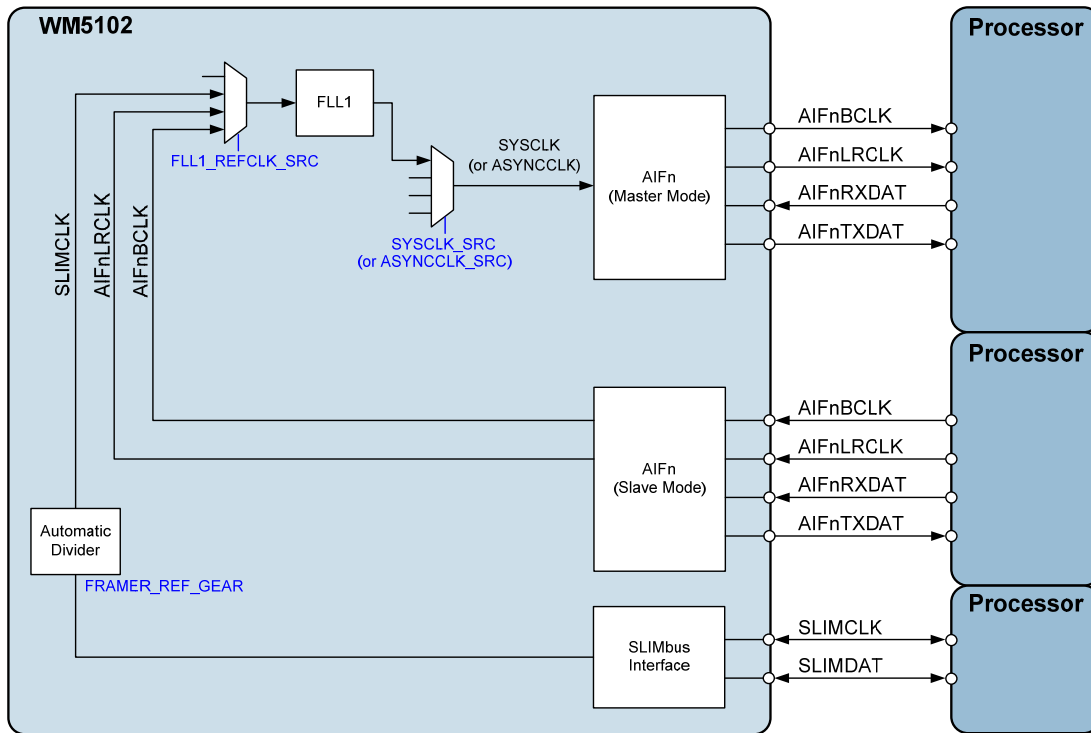 WM5102
Processor
FLL1
FLL1_REFCLK_SRC
SYSCLK
(or ASYNCCLK)
SYSCLK_SRC
(or ASYNCCLK_SRC)
AIFn
(Master Mode)
AIFnBCLK
AIFnLRCLK
AIFnRXDAT
AIFnTXDAT
SLIMCLK
AIFnLRCLK
AIFnBCLK
Processor
AIFn
(Slave Mode)
AIFnBCLK
AIFnLRCLK
AIFnRXDAT
AIFnTXDAT
Automatic
Divider
FRAMER_REF_GEAR
Processor
SLIMbus
Interface
SLIMCLK
SLIMDAT